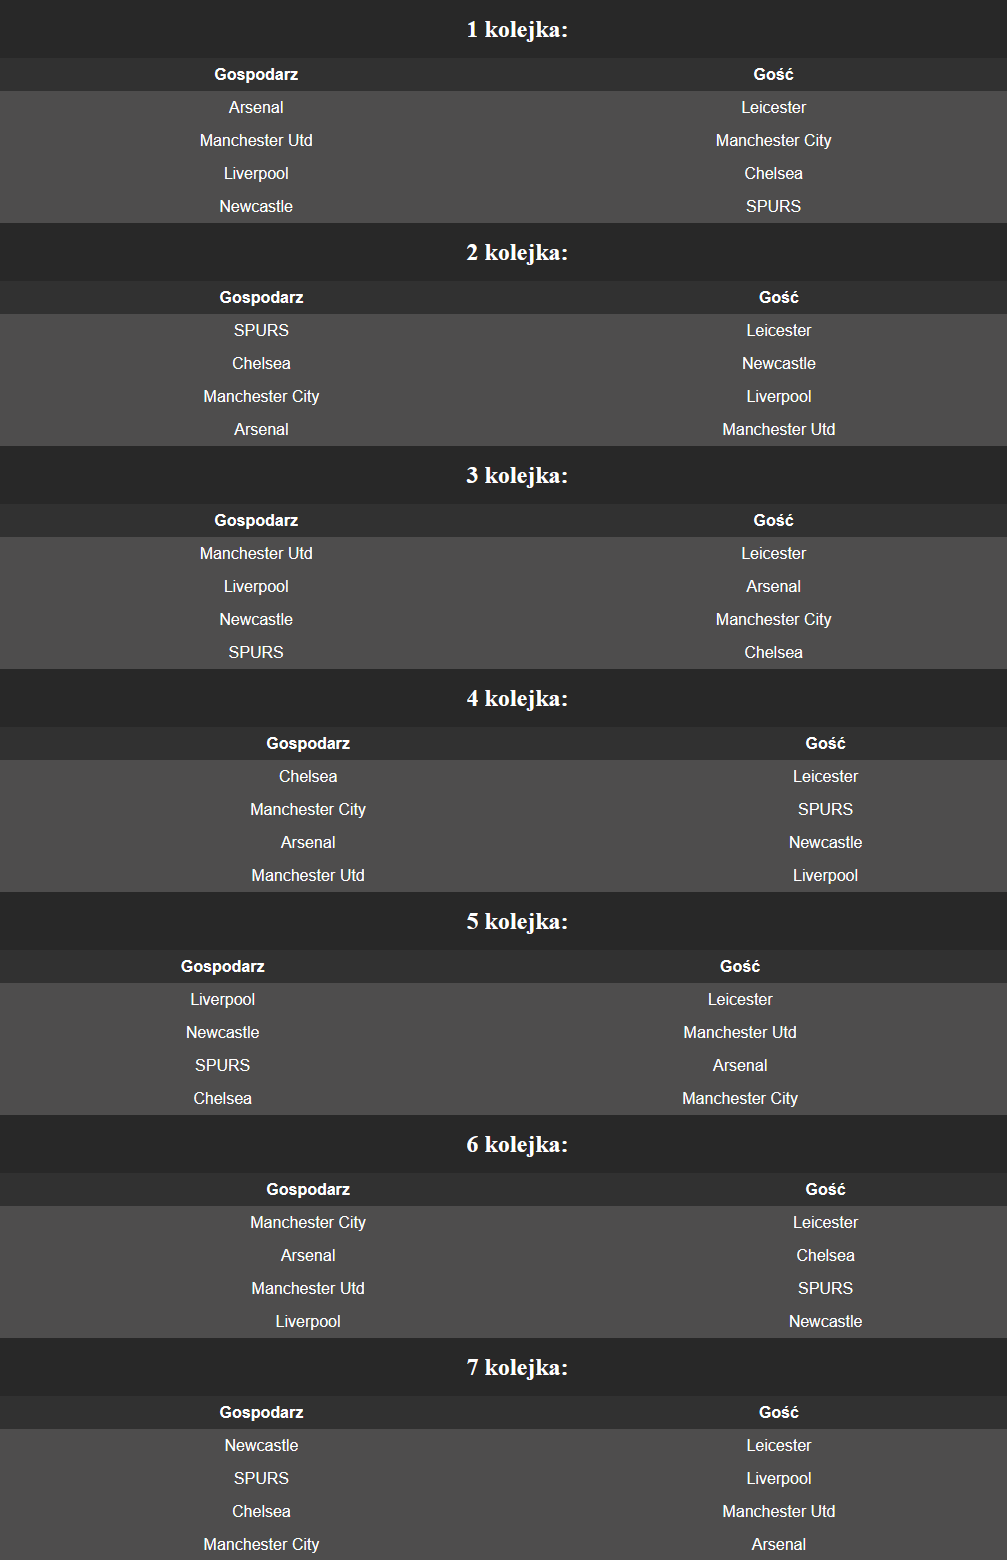 1 kolejka:
Gospodarz Gość
Arsenal Leicester
Manchester Utd Manchester City
Liverpool Chelsea
Newcastle SPURS
2 kolejka:
Gospodarz Gość
SPURS Leicester
Chelsea Newcastle
Manchester City Liverpool
Arsenal Manchester Utd
3 kolejka:
Gospodarz Gość
Manchester Utd Leicester
Liverpool Arsenal
Newcastle Manchester City
SPURS Chelsea
4 kolejka:
Gospodarz Gość
Chelsea Leicester
Manchester City SPURS
Arsenal Newcastle
Manchester Utd Liverpool
5 kolejka:
Gospodarz Gość
Liverpool Leicester
Newcastle Manchester Utd
SPURS Arsenal
Chelsea Manchester City
6 kolejka:
Gospodarz Gość
Manchester City Leicester
Arsenal Chelsea
Manchester Utd SPURS
Liverpool Newcastle
7 kolejka:
Gospodarz Gość
Newcastle Leicester
SPURS Liverpool
Chelsea Manchester Utd
Manchester City Arsenal